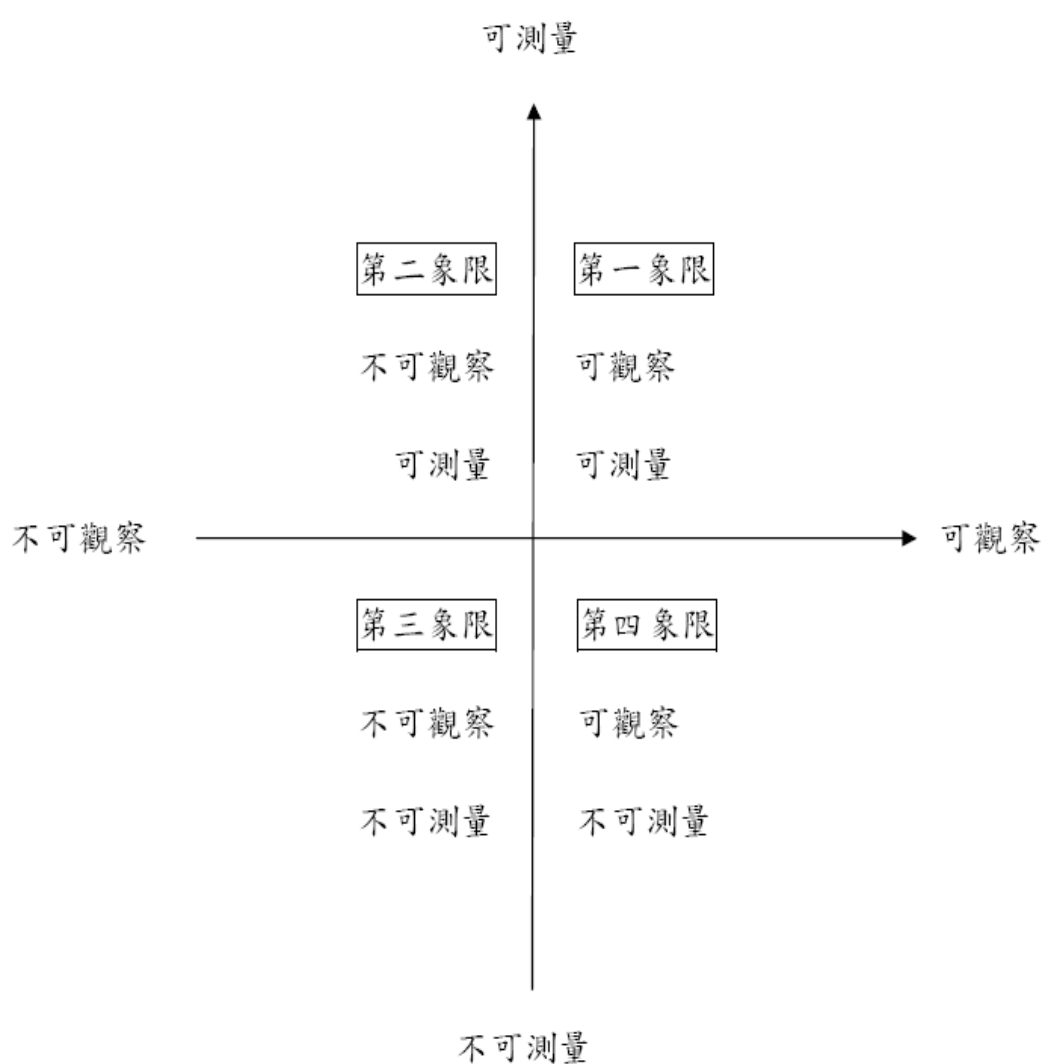 可測量
第二象限 第一象限
不可觀察 可觀察
可測量 可測量
不可觀察 可觀察
第三象限 第四象限
不可觀察 可觀察
不可測量 不可測量
不可測量